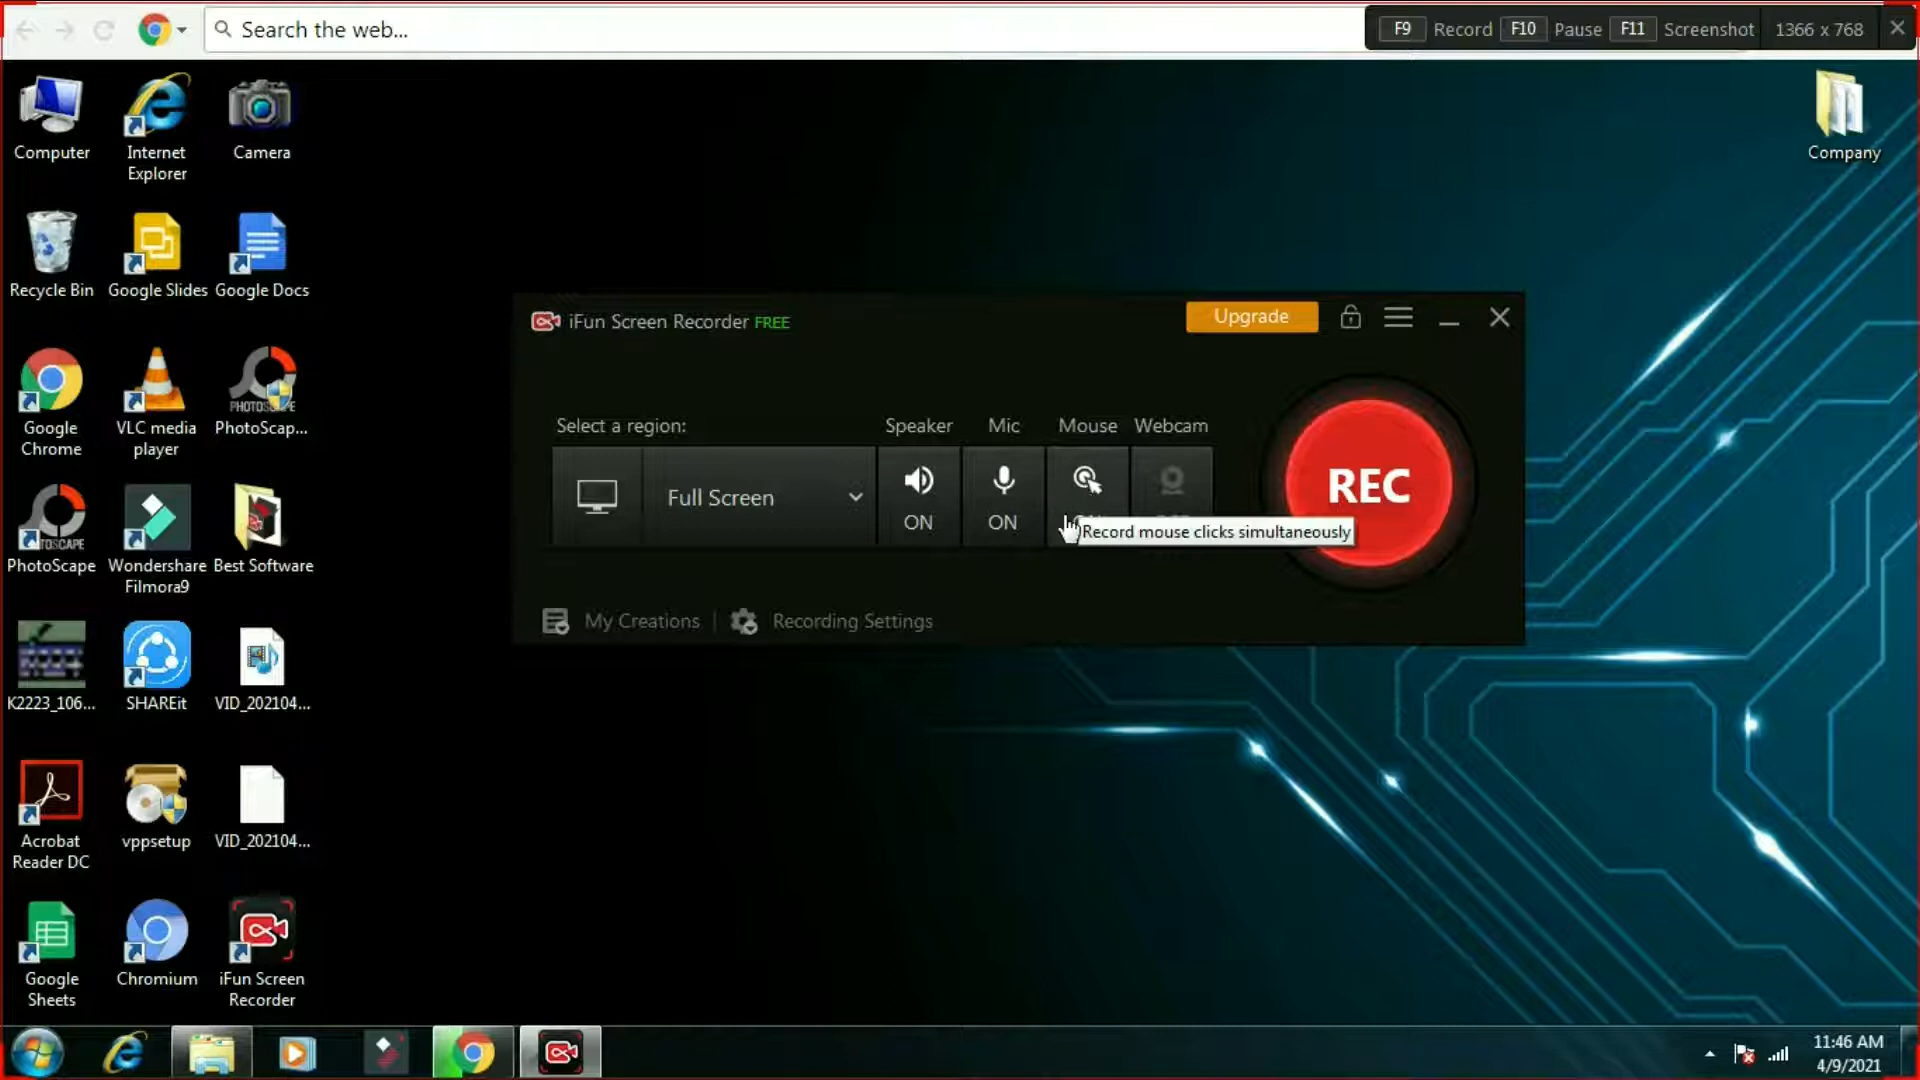 Search the web...
F9 Record F10 Pause F11 Screenshot 1366 x 768
Computer
Internet
Explorer
Camera
Company
Recycle Bin
Google Slides
Google Docs
Google
Chrome
VLC media
player
PHOTOSCAPE
PhotoScap...
PHOTOSCAPE
PhotoScape
Wondershare
Filmora9
Best Software
K2223_106...
SHAREit
VID_202104...
Acrobat
Reader DC
vppsetup
VID_202104...
Google
Sheets
Chromium
iFun Screen
Recorder
iFun Screen Recorder FREE
Upgrade
Select a region:
Speaker
Mic
Mouse
Webcam
Full Screen
ON
ON
REC
Record mouse clicks simultaneously
My Creations
Recording Settings
11:46 AM
4/9/2021